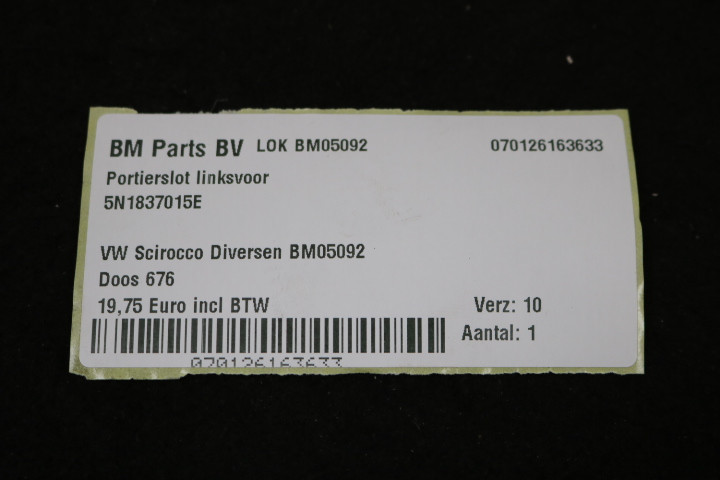 BM Parts BV LOK BM05092 070126163633
Portierslot linksvoor
5N1837015E
VW Scirocco Diversen BM05092
Doos 676
19,75 Euro incl BTW Verz: 10
Aantal: 1
070126163633